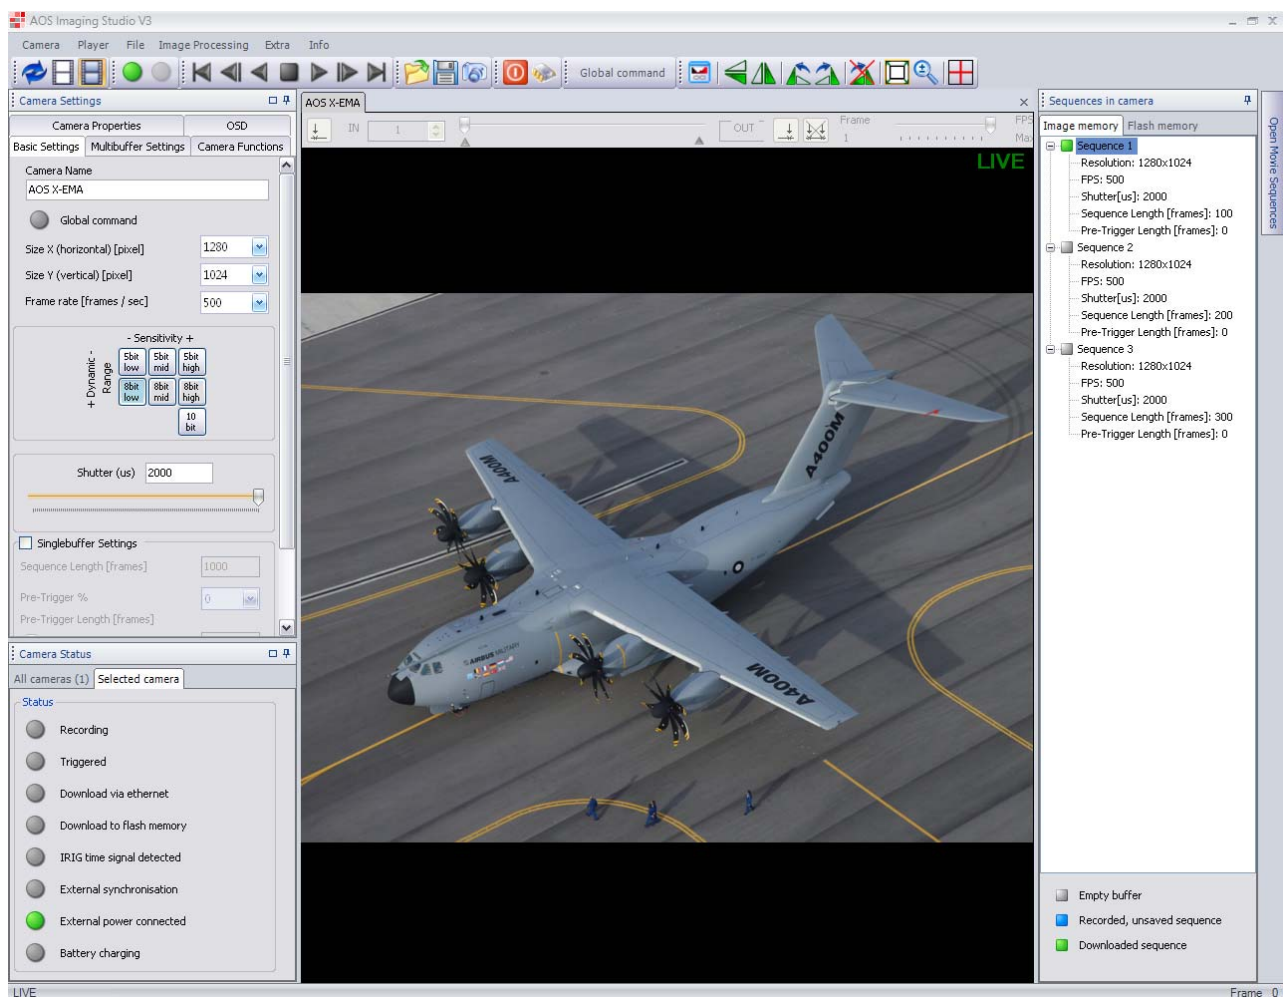 AOS Imaging Studio V3
Camera Player File Image Processing Extra Info
Global command
Camera Settings
Camera Properties OSD
Basic Settings Multibuffer Settings Camera Functions
Camera Name
AOS X-EMA
Global command
Size X (horizontal) [pixel] 1280
Size Y (vertical) [pixel] 1024
Frame rate [frames / sec] 500
- Sensitivity +
+ Dynamic -
Range
5bit low 5bit mid 5bit high
8bit low 8bit mid 8bit high
10 bit
Shutter (us) 2000
Singlebuffer Settings
Sequence Length [frames] 1000
Pre-Trigger % 0
Pre-Trigger Length [frames]
Camera Status
All cameras (1) Selected camera
Status
Recording
Triggered
Download via ethernet
Download to flash memory
IRIG time signal detected
External synchronisation
External power connected
Battery charging
AOS X-EMA
IN 1 OUT Frame FPS
1 Max
LIVE
A400M
A400M
AIRBUS MILITARY
A400M
Sequences in camera
Image memory Flash memory
Sequence 1
Resolution: 1280x1024
FPS: 500
Shutter[us]: 2000
Sequence Length [frames]: 100
Pre-Trigger Length [frames]: 0
Sequence 2
Resolution: 1280x1024
FPS: 500
Shutter[us]: 2000
Sequence Length [frames]: 200
Pre-Trigger Length [frames]: 0
Sequence 3
Resolution: 1280x1024
FPS: 500
Shutter[us]: 2000
Sequence Length [frames]: 300
Pre-Trigger Length [frames]: 0
Empty buffer
Recorded, unsaved sequence
Downloaded sequence
Open Movie Sequences
LIVE Frame 0